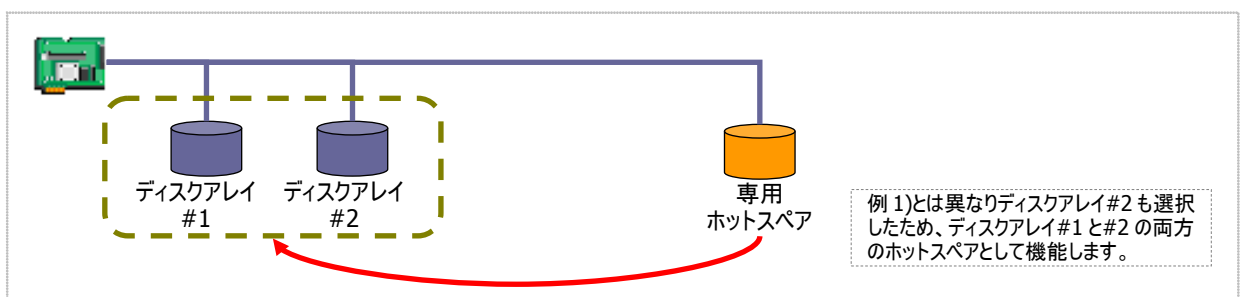 ディスクアレイ
#1
ディスクアレイ
#2
専用
ホットスペア
例 1)とは異なりディスクアレイ#2 も選択
したため、ディスクアレイ#1 と#2 の両方
のホットスペアとして機能します。